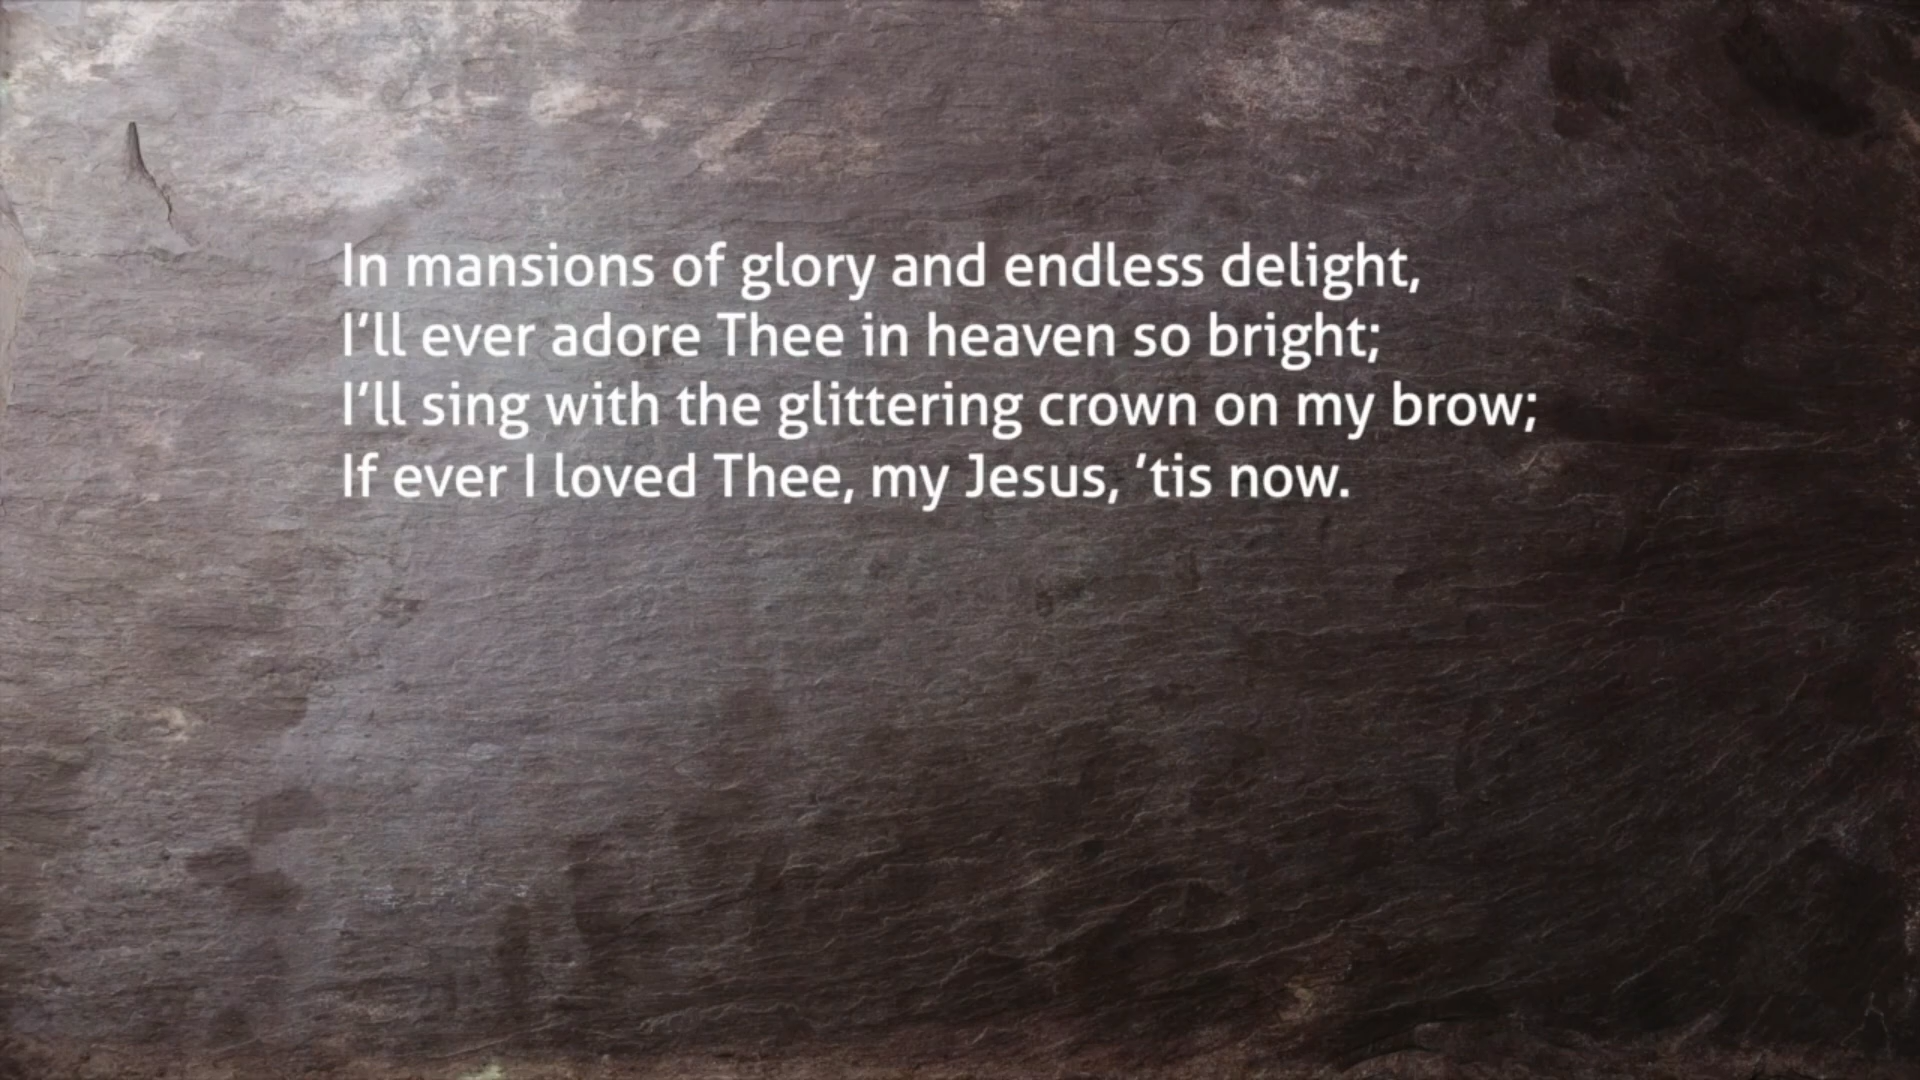 In mansions of glory and endless delight,
I’ll ever adore Thee in heaven so bright;
I’ll sing with the glittering crown on my brow;
If ever I loved Thee, my Jesus, ’tis now.